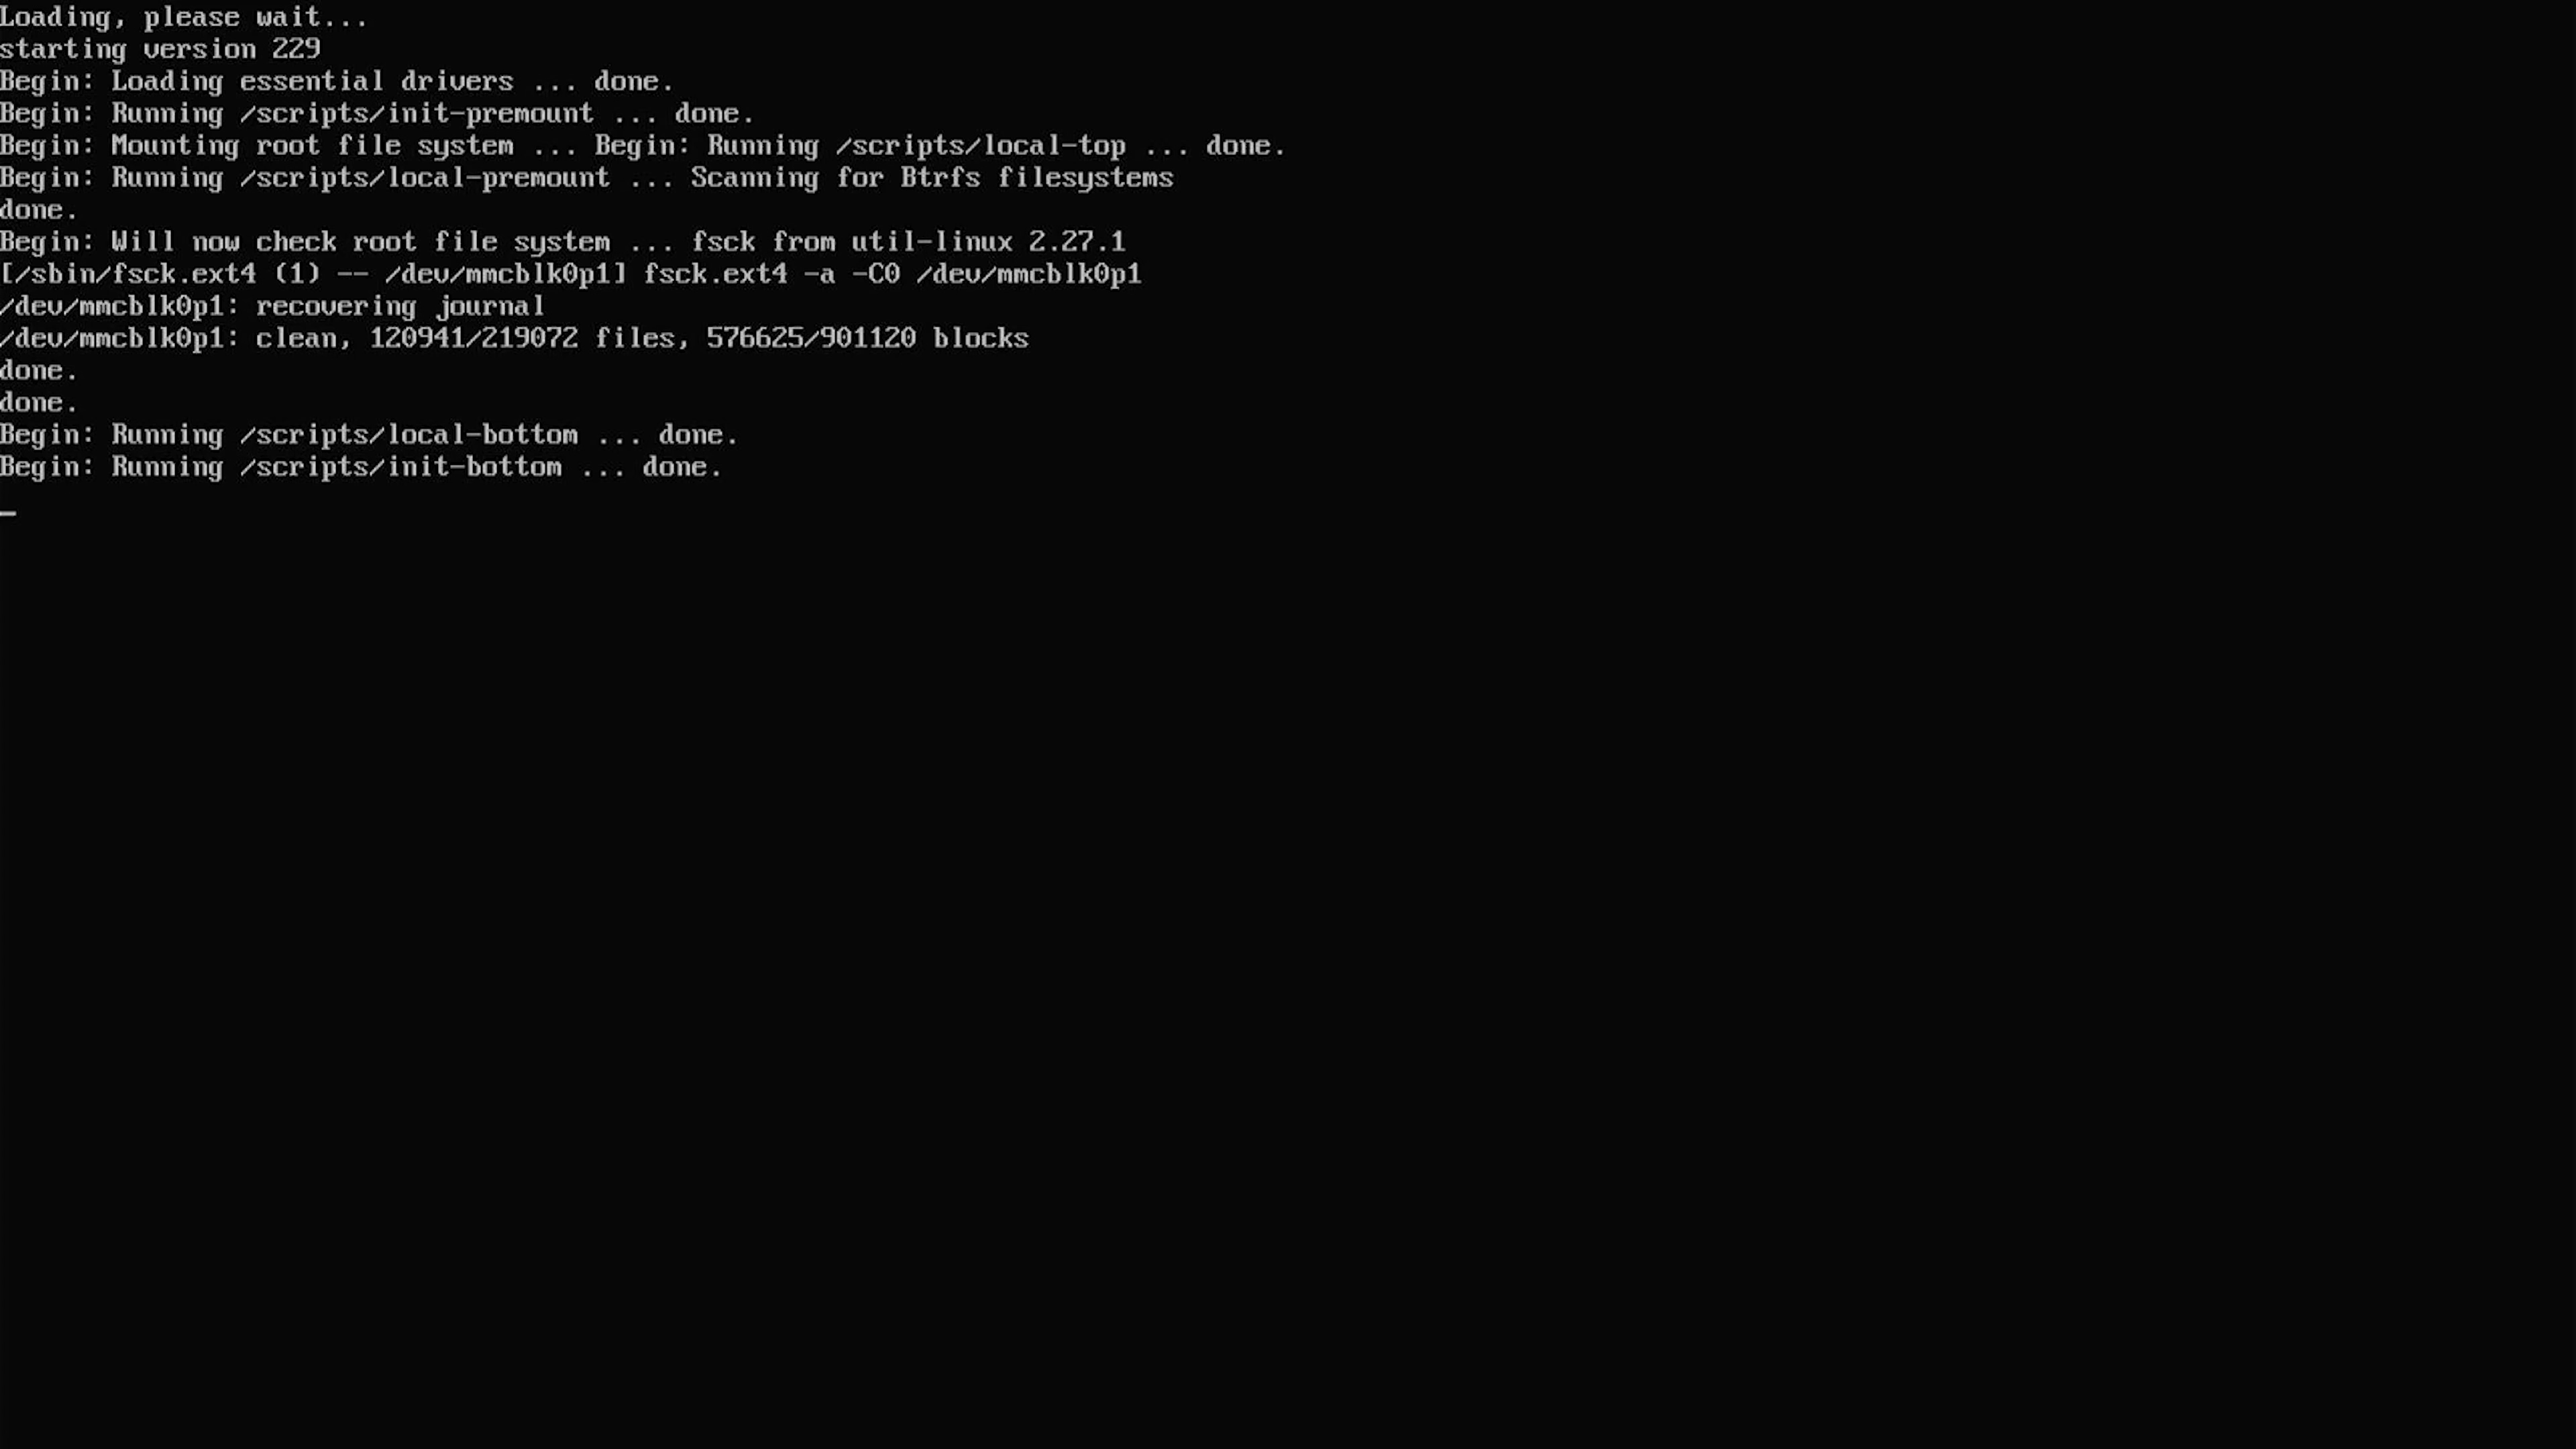 Loading, please wait...
starting version 229
Begin: Loading essential drivers ... done.
Begin: Running /scripts/init-premount ... done.
Begin: Mounting root file system ... Begin: Running /scripts/local-top ... done.
Begin: Running /scripts/local-premount ... Scanning for Btrfs filesystems
done.
Begin: Will now check root file system ... fsck from util-linux 2.27.1
[/sbin/fsck.ext4 (1) -- /dev/mmcblk0p1] fsck.ext4 -a -C0 /dev/mmcblk0p1
/dev/mmcblk0p1: recovering journal
/dev/mmcblk0p1: clean, 120941/219072 files, 576625/901120 blocks
done.
done.
Begin: Running /scripts/local-bottom ... done.
Begin: Running /scripts/init-bottom ... done.
_